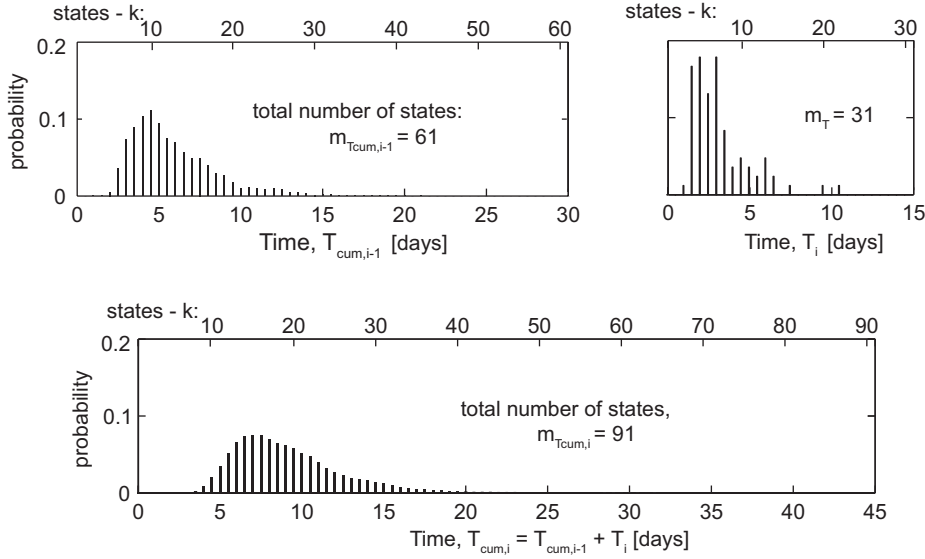 states - k:
10 20 30 40 50 60
0.2
0.1
0
probability
total number of states:
m_Tcum,i-1 = 61
0 5 10 15 20 25 30
Time, T_cum,i-1 [days]
states - k:
10 20 30
m_T = 31
0 5 10 15
Time, T_i [days]
states - k:
10 20 30 40 50 60 70 80 90
0.2
0.1
0
probability
total number of states,
m_Tcum,i = 91
0 5 10 15 20 25 30 35 40 45
Time, T_cum,i = T_cum,i-1 + T_i [days]